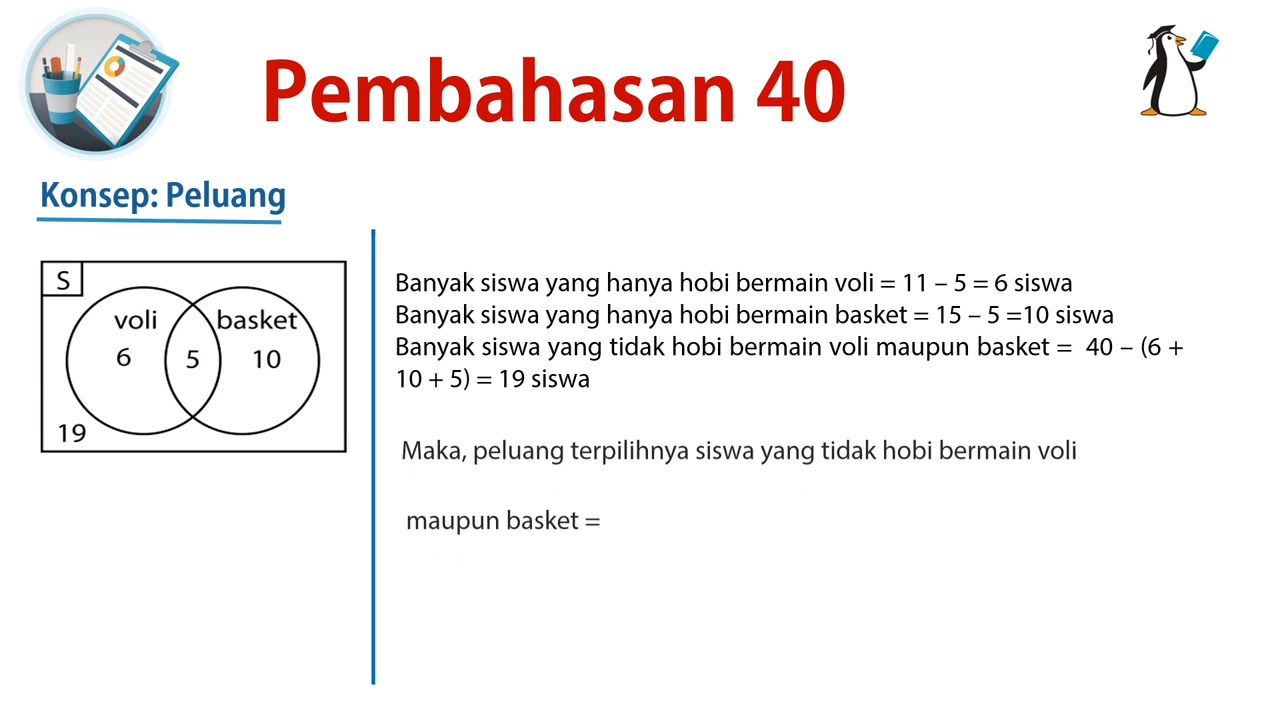 Pembahasan 40
Konsep: Peluang
S
voli
basket
6
5
10
19
Banyak siswa yang hanya hobi bermain voli = 11 – 5 = 6 siswa
Banyak siswa yang hanya hobi bermain basket = 15 – 5 =10 siswa
Banyak siswa yang tidak hobi bermain voli maupun basket = 40 – (6 +
10 + 5) = 19 siswa
Maka, peluang terpilihnya siswa yang tidak hobi bermain voli
maupun basket =